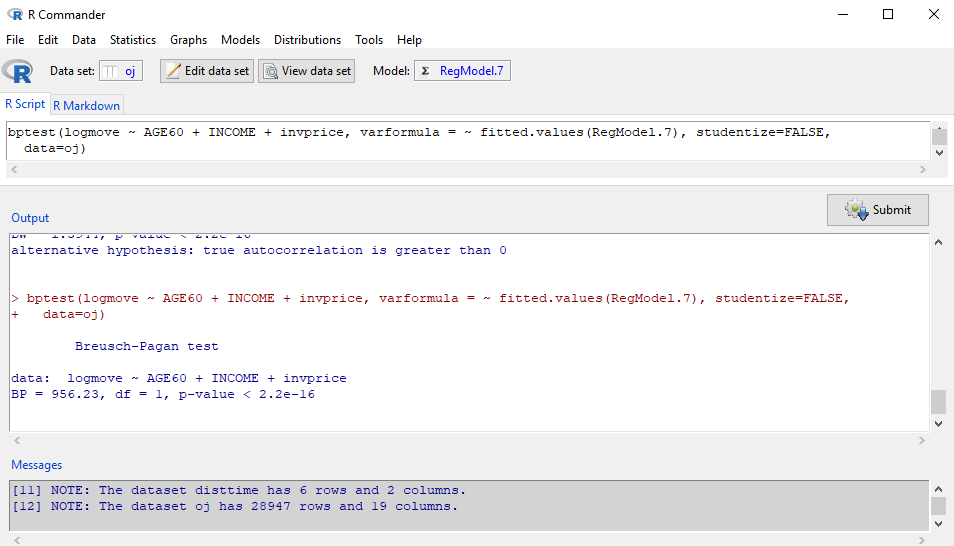 R Commander
File Edit Data Statistics Graphs Models Distributions Tools Help
R Data set: oj Edit data set View data set Model: Σ RegModel.7
R Script R Markdown
bptest(logmove ~ AGE60 + INCOME + invprice, varformula = ~ fitted.values(RegModel.7), studentize=FALSE,
data=oj)
Submit
Output
alternative hypothesis: true autocorrelation is greater than 0
> bptest(logmove ~ AGE60 + INCOME + invprice, varformula = ~ fitted.values(RegModel.7), studentize=FALSE,
+ data=oj)
Breusch-Pagan test
data: logmove ~ AGE60 + INCOME + invprice
BP = 956.23, df = 1, p-value < 2.2e-16
Messages
[11] NOTE: The dataset disttime has 6 rows and 2 columns.
[12] NOTE: The dataset oj has 28947 rows and 19 columns.